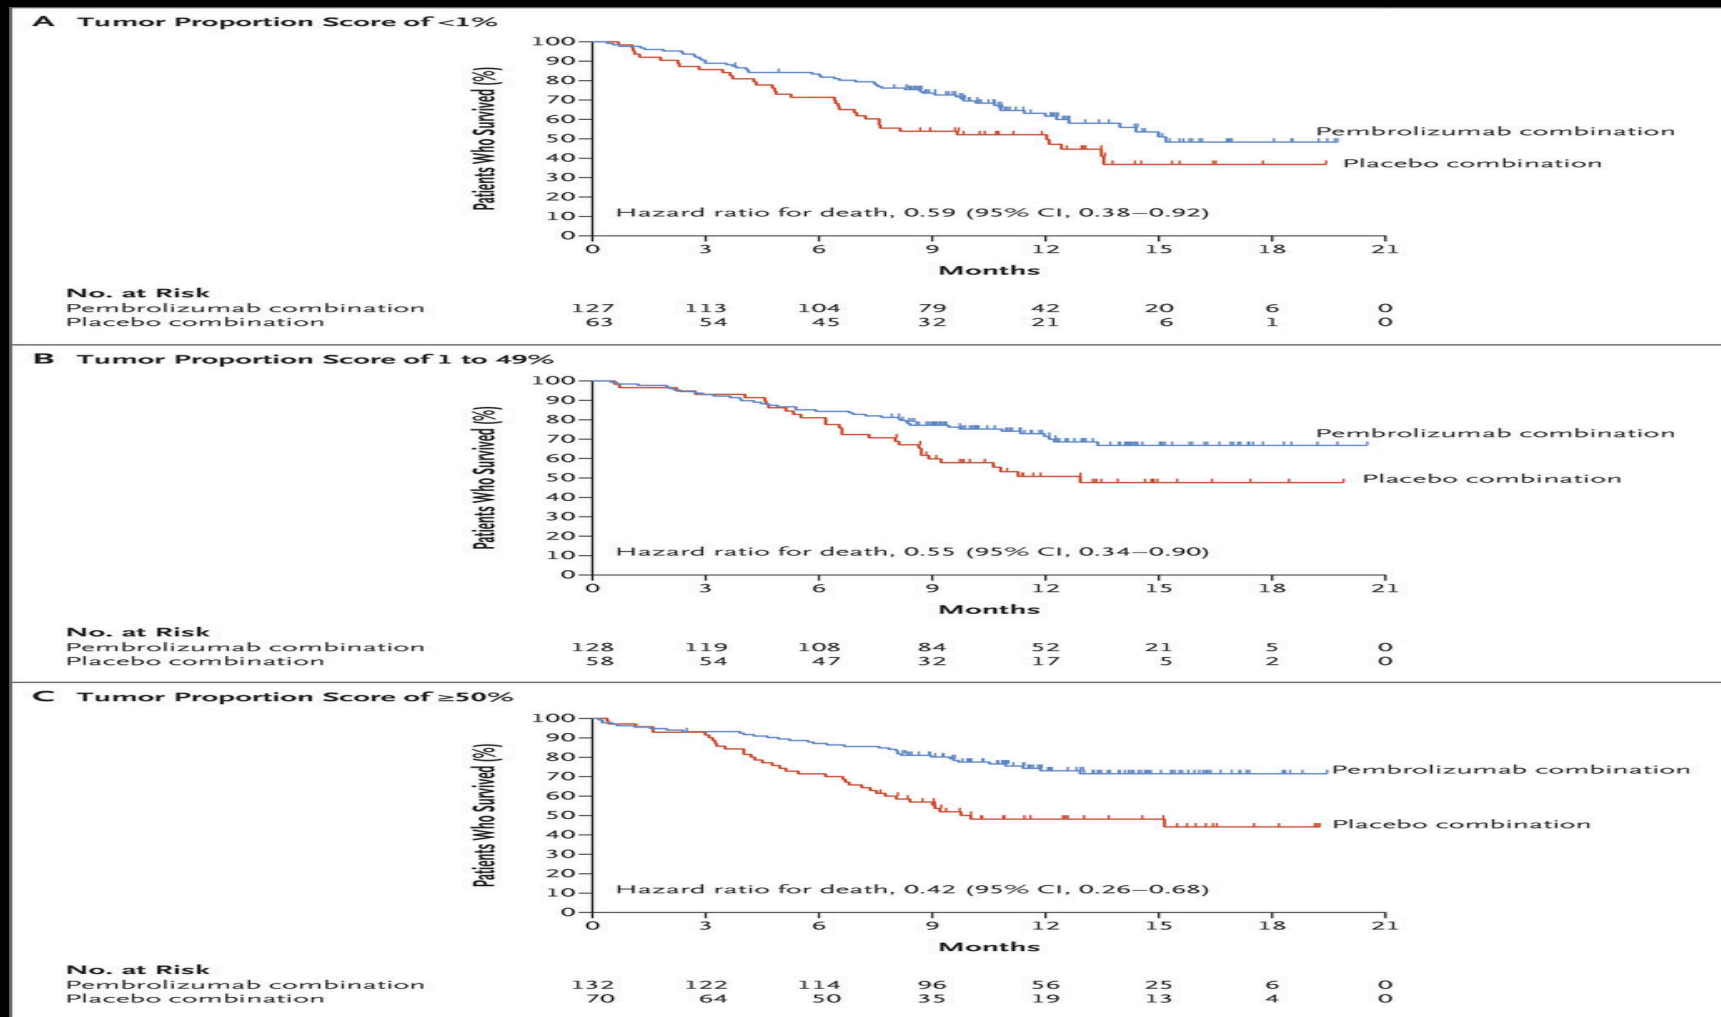 A Tumor Proportion Score of <1%
Patients Who Survived (%)
100
90
80
70
60
50
40
30
20
10
0
Pembrolizumab combination
Placebo combination
Hazard ratio for death, 0.59 (95% CI, 0.38–0.92)
0 3 6 9 12 15 18 21
Months
No. at Risk
Pembrolizumab combination 127 113 104 79 42 20 6 0
Placebo combination 63 54 45 32 21 6 1 0
B Tumor Proportion Score of 1 to 49%
Patients Who Survived (%)
100
90
80
70
60
50
40
30
20
10
0
Pembrolizumab combination
Placebo combination
Hazard ratio for death, 0.55 (95% CI, 0.34–0.90)
0 3 6 9 12 15 18 21
Months
No. at Risk
Pembrolizumab combination 128 119 108 84 52 21 5 0
Placebo combination 58 54 47 32 17 5 2 0
C Tumor Proportion Score of ≥50%
Patients Who Survived (%)
100
90
80
70
60
50
40
30
20
10
0
Pembrolizumab combination
Placebo combination
Hazard ratio for death, 0.42 (95% CI, 0.26–0.68)
0 3 6 9 12 15 18 21
Months
No. at Risk
Pembrolizumab combination 132 122 114 96 56 25 6 0
Placebo combination 70 64 50 35 19 13 4 0